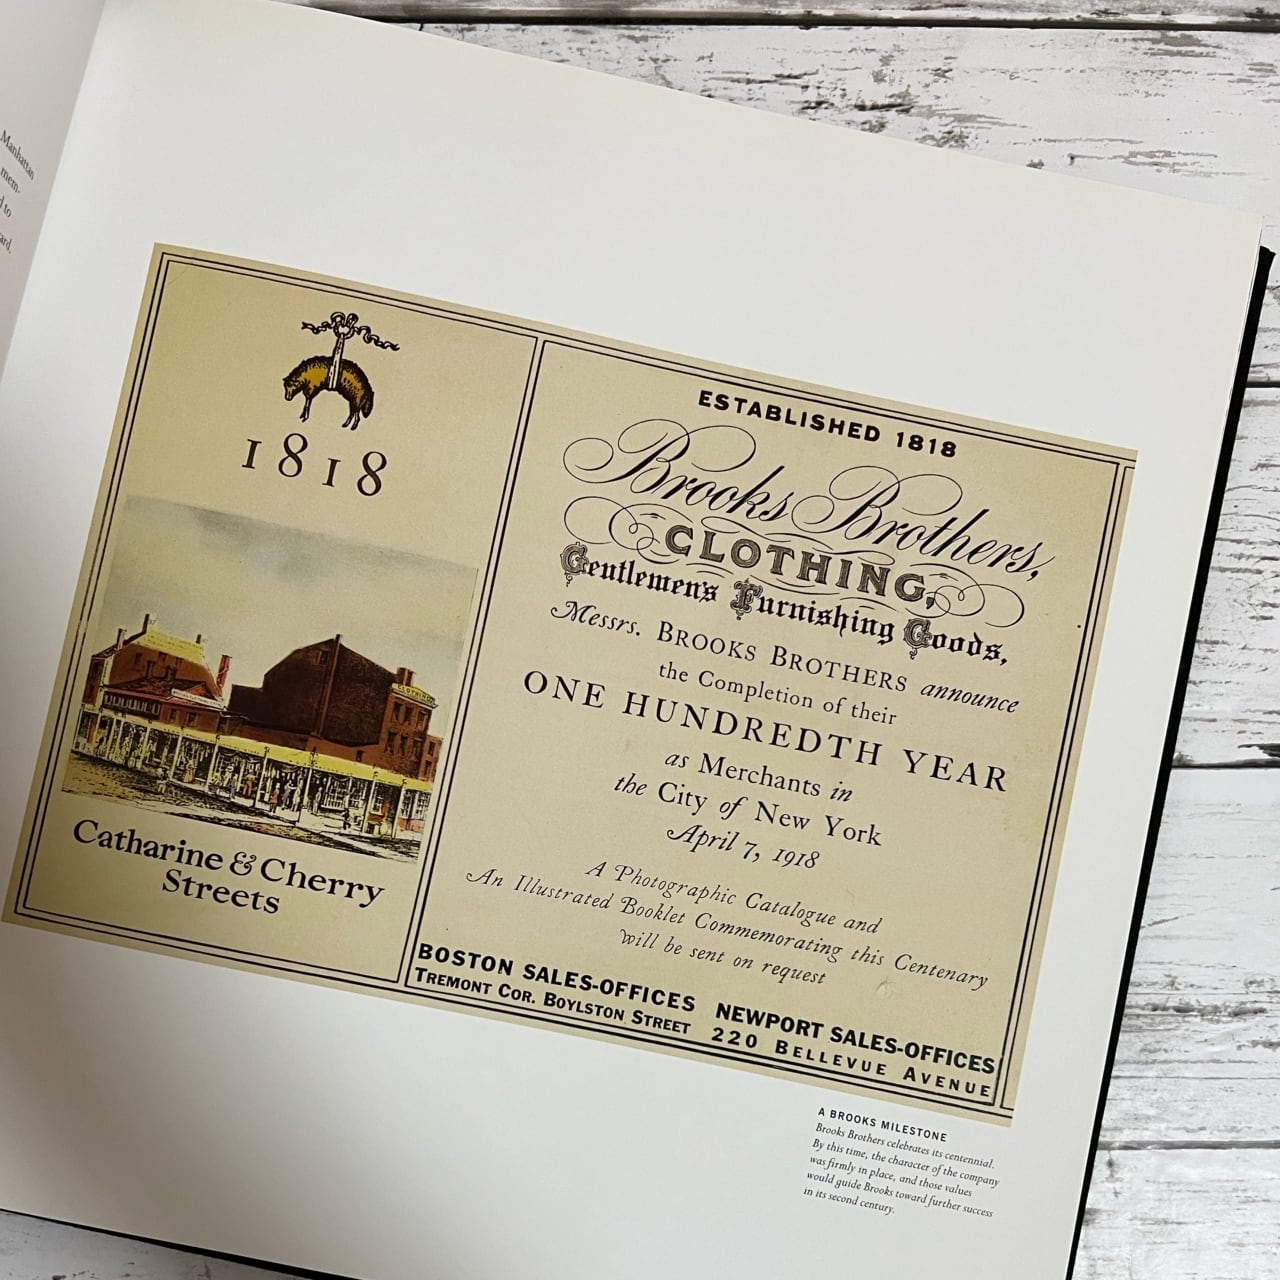 Manhattan
mem-
to
1818
CLOTHING
Catharine & Cherry
Streets
ESTABLISHED 1818
Brooks Brothers,
CLOTHING,
Gentlemen's Furnishing Goods,
Messrs. BROOKS BROTHERS announce
the Completion of their
ONE HUNDREDTH YEAR
as Merchants in
the City of New York
April 7, 1918
A Photographic Catalogue and
An Illustrated Booklet Commemorating this Centenary
will be sent on request
BOSTON SALES-OFFICES
TREMONT COR. BOYLSTON STREET
NEWPORT SALES-OFFICES
220 BELLEVUE AVENUE
A BROOKS MILESTONE
Brooks Brothers celebrates its centennial.
By this time, the character of the company
was firmly in place, and those values
would guide Brooks toward further success
in its second century.